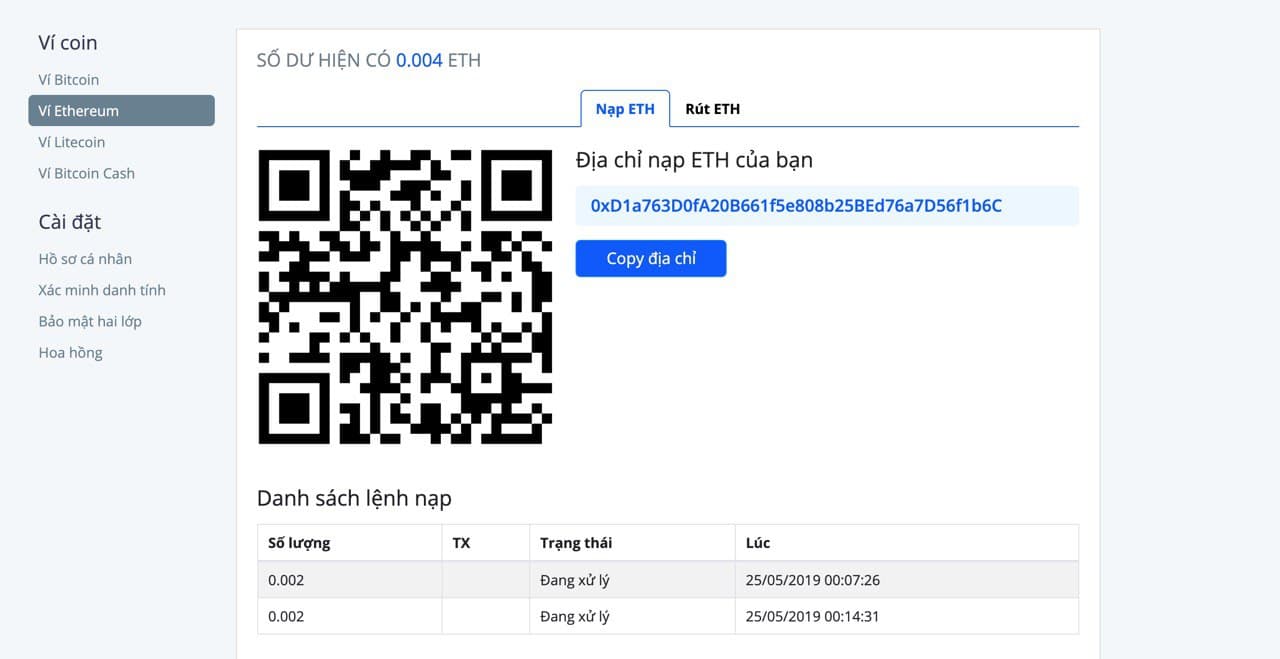 Ví coin
Ví Bitcoin
Ví Ethereum
Ví Litecoin
Ví Bitcoin Cash
Cài đặt
Hồ sơ cá nhân
Xác minh danh tính
Bảo mật hai lớp
Hoa hồng
SỐ DƯ HIỆN CÓ 0.004 ETH
Nạp ETH Rút ETH
Địa chỉ nạp ETH của bạn
0xD1a763D0fA20B661f5e808b25BEd76a7D56f1b6C
Copy địa chỉ
Danh sách lệnh nạp
Số lượng TX Trạng thái Lúc
0.002 Đang xử lý 25/05/2019 00:07:26
0.002 Đang xử lý 25/05/2019 00:14:31